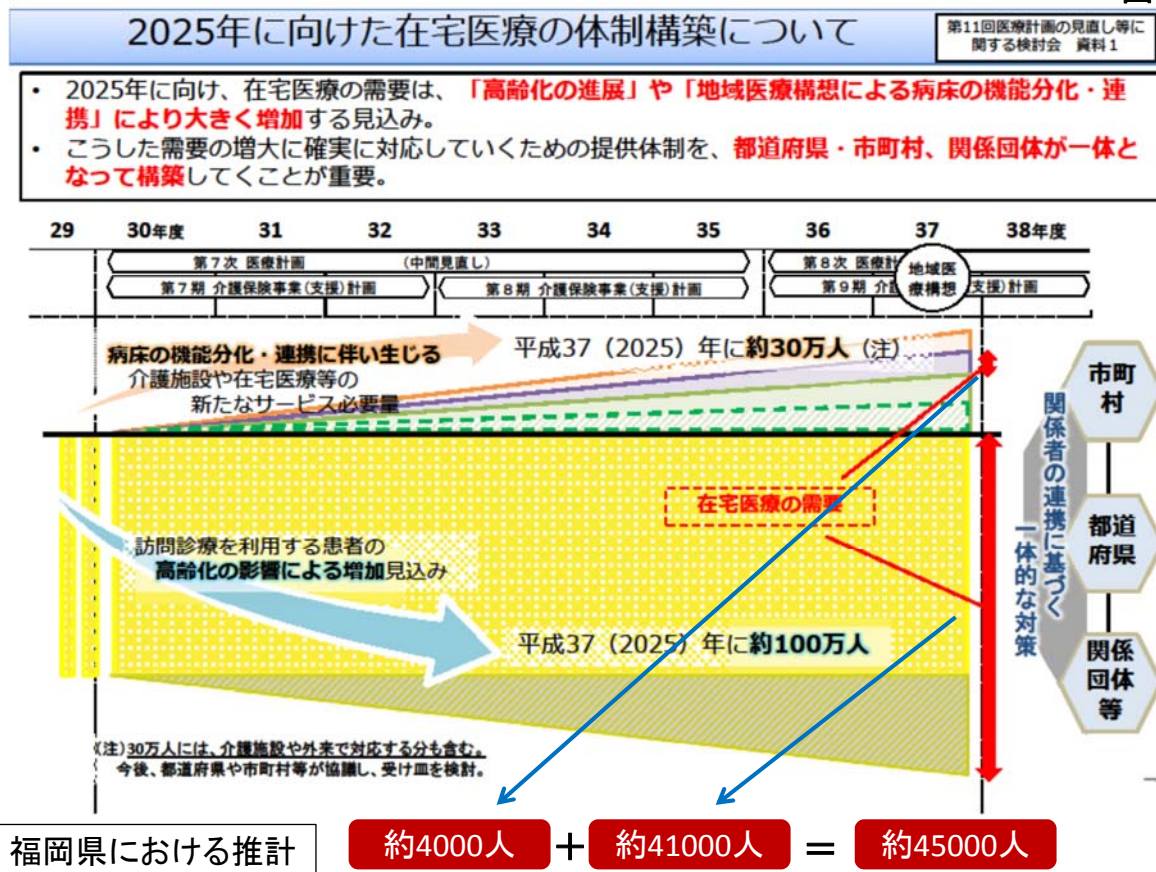 2025年に向けた在宅医療の体制構築について
第11回医療計画の見直し等に
関する検討会 資料1
• 2025年に向け、在宅医療の需要は、「高齢化の進展」や「地域医療構想による病床の機能分化・連
携」により大きく増加する見込み。
• こうした需要の増大に確実に対応していくための提供体制を、都道府県・市町村、関係団体が一体と
なって構築してくことが重要。
29 30年度 31 32 33 34 35 36 37 38年度
第7次 医療計画 (中間見直し)
第8次 医療計
第7期 介護保険事業(支援)計画
第8期 介護保険事業(支援)計画
第9期 介
支援)計画
地域医
療構想
病床の機能分化・連携に伴い生じる
介護施設や在宅医療等の
新たなサービス必要量
平成37(2025)年に約30万人(注)
在宅医療の需要
訪問診療を利用する患者の
高齢化の影響による増加見込み
平成37(2025)年に約100万人
(注)30万人には、介護施設や外来で対応する分も含む。
今後、都道府県や市町村等が協議し、受け皿を検討。
関係者の連携に基づく
一体的な対策
市町
村
都道
府県
関係
団体
等
福岡県における推計
約4000人 + 約41000人 = 約45000人